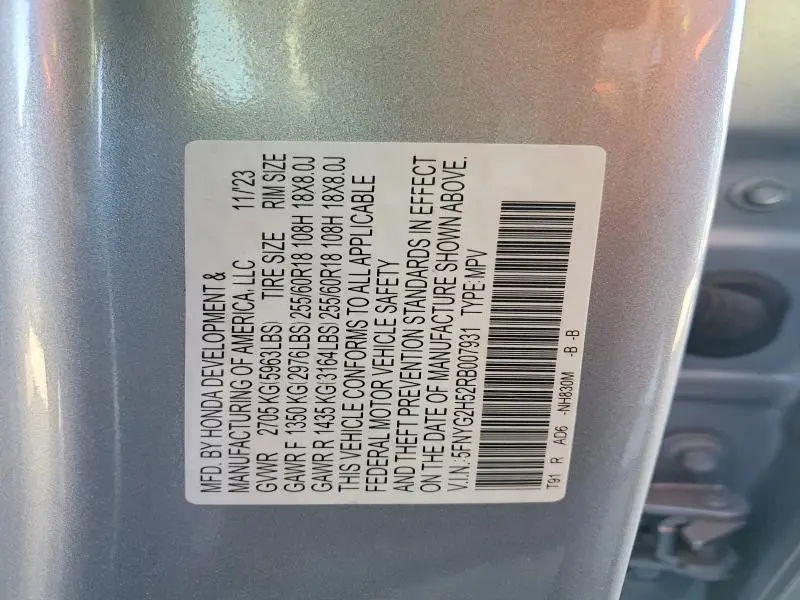 MFD. BY HONDA DEVELOPMENT &
MANUFACTURING OF AMERICA, LLC 11/23
GVWR 2705 KG(5963LBS) TIRE SIZE RIM SIZE
GAWR F 1350 KG(2976LBS)255/60R18 108H 18X8.0J
GAWR R 1435 KG(3164LBS)255/60R18 108H 18X8.0J
THIS VEHICLE CONFORMS TO ALL APPLICABLE
FEDERAL MOTOR VEHICLE SAFETY
AND THEFT PREVENTION STANDARDS IN EFFECT
ON THE DATE OF MANUFACTURE SHOWN ABOVE.
V.I.N.:5FNYG2H52RB007931 TYPE:MPV
T91 R AD6 -NH830M -B -B